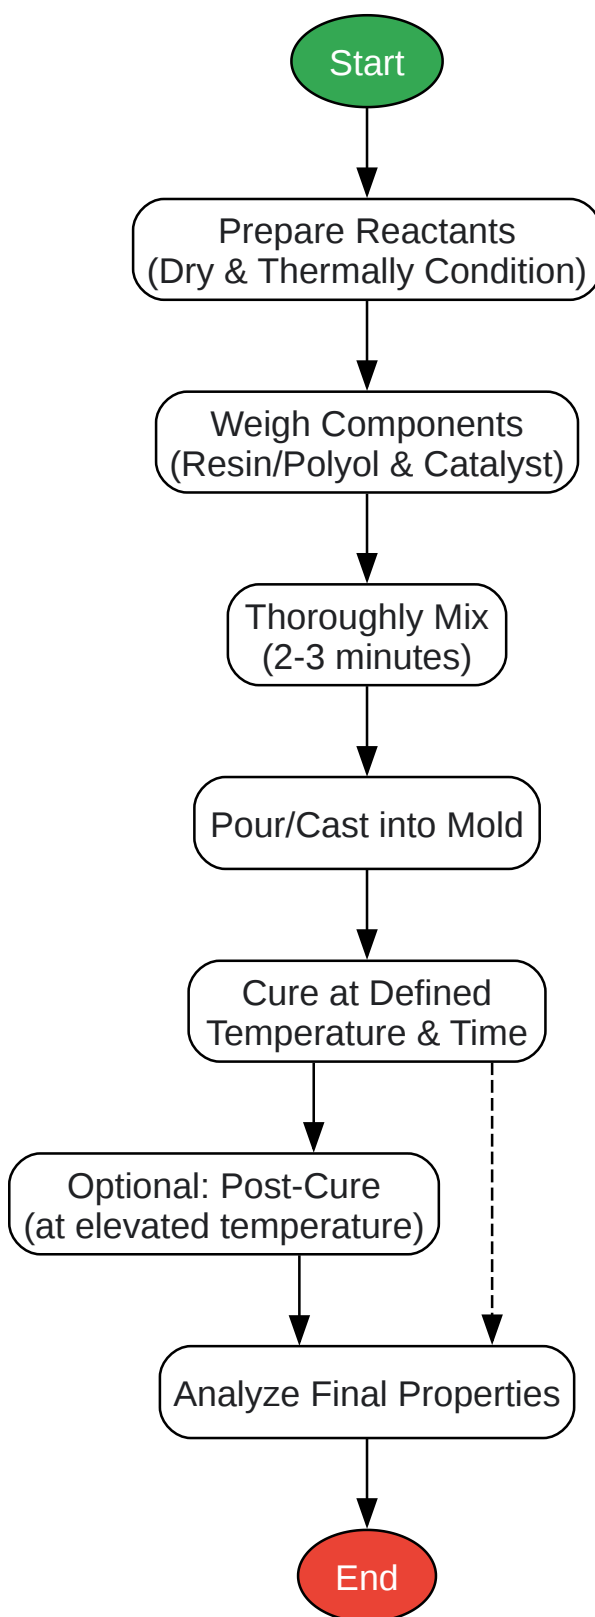 Start
Prepare Reactants
(Dry & Thermally Condition)
Weigh Components
(Resin/Polyol & Catalyst)
Thoroughly Mix
(2-3 minutes)
Pour/Cast into Mold
Cure at Defined
Temperature & Time
Optional: Post-Cure
(at elevated temperature)
Analyze Final Properties
End